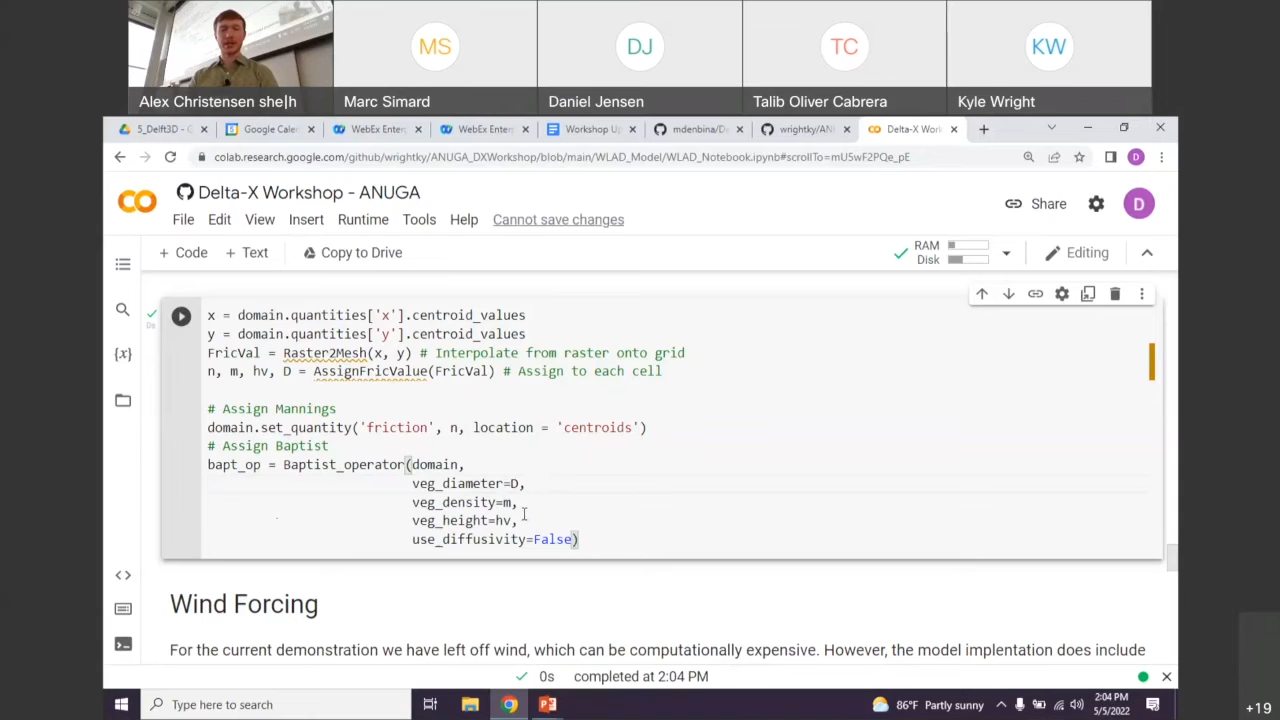 MS
DJ
TC
KW
Alex Christensen she|h
Marc Simard
Daniel Jensen
Talib Oliver Cabrera
Kyle Wright
5_Delft3D - G
Google Caler
WebEx Enter
WebEx Enter
Workshop U
mdenbina/De
wrightky/AN
Delta-X Work
colab.research.google.com/github/wrightky/ANUGA_DXWorkshop/blob/main/WLAD_Model/WLAD_Notebook.ipynb#scrollTo=mU5wF2PQe_pE
D
Delta-X Workshop - ANUGA
Share
D
File Edit View Insert Runtime Tools Help Cannot save changes
+ Code + Text Copy to Drive
RAM
Disk
Editing
0s
x = domain.quantities['x'].centroid_values
y = domain.quantities['y'].centroid_values
FricVal = Raster2Mesh(x, y) # Interpolate from raster onto grid
n, m, hv, D = AssignFricValue(FricVal) # Assign to each cell
# Assign Mannings
domain.set_quantity('friction', n, location = 'centroids')
# Assign Baptist
bapt_op = Baptist_operator(domain,
veg_diameter=D,
veg_density=m,
veg_height=hv,
use_diffusivity=False)
{x}
Wind Forcing
For the current demonstration we have left off wind, which can be computationally expensive. However, the model implentation does include
0s completed at 2:04 PM
Type here to search
86°F Partly sunny
2:04 PM
5/5/2022
+19